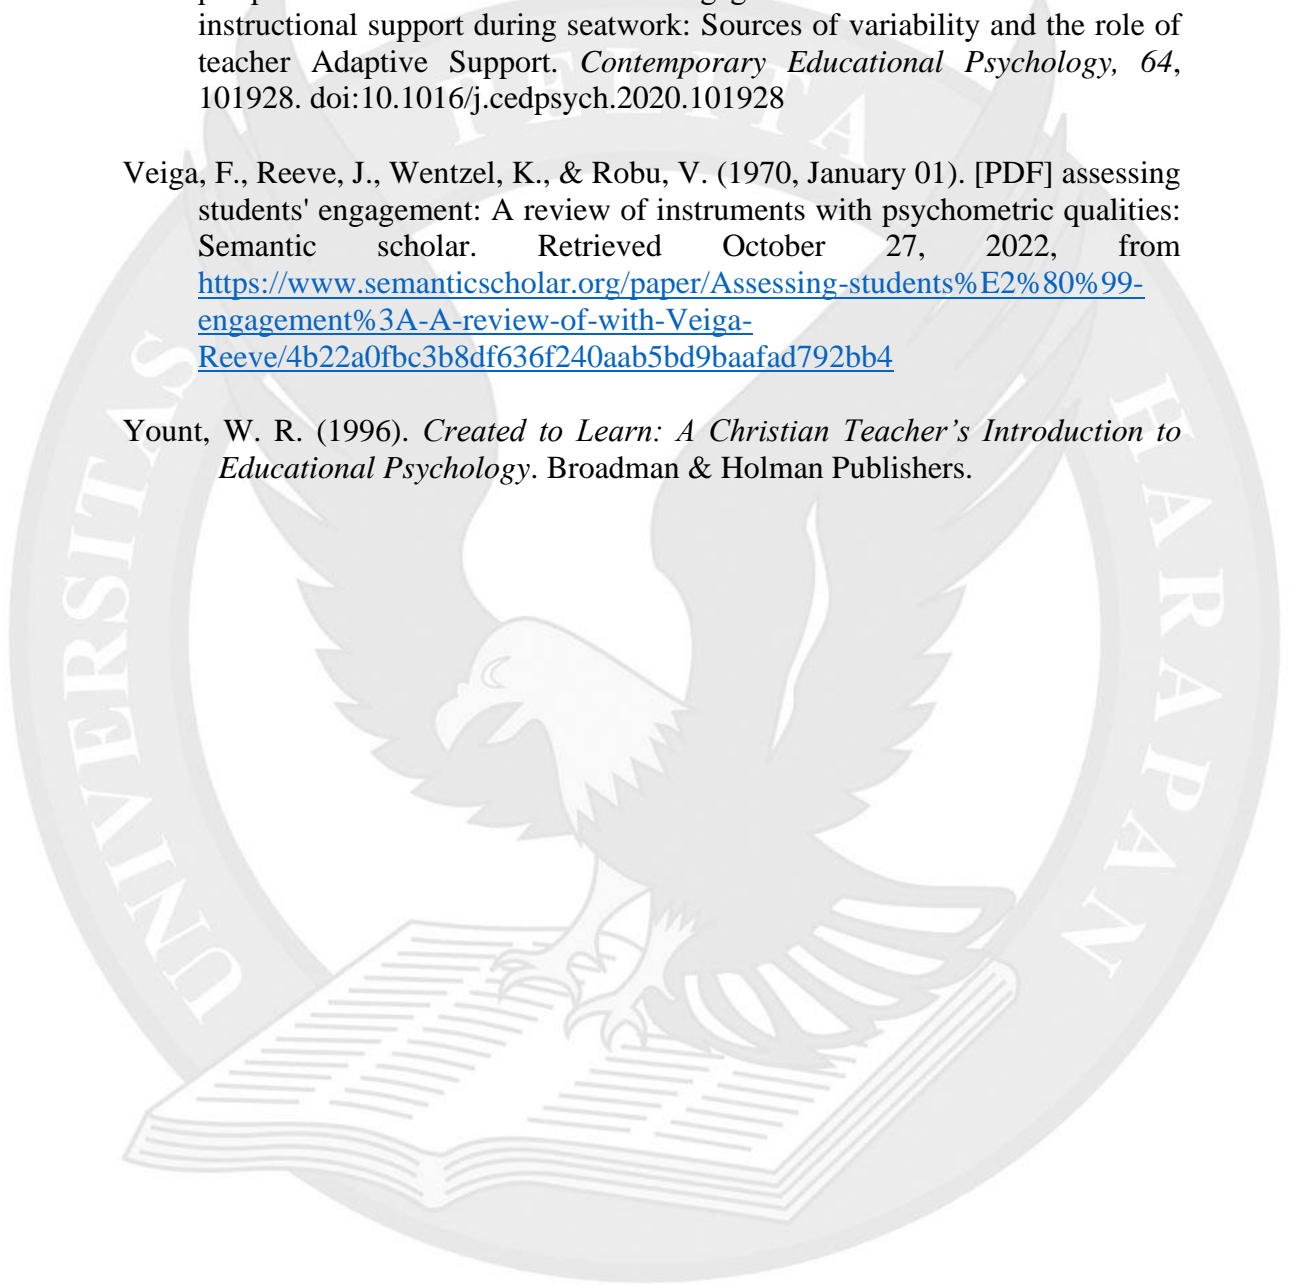 instructional support during seatwork: Sources of variability and the role of
teacher Adaptive Support. Contemporary Educational Psychology, 64,
101928. doi:10.1016/j.cedpsych.2020.101928
Veiga, F., Reeve, J., Wentzel, K., & Robu, V. (1970, January 01). [PDF] assessing
students' engagement: A review of instruments with psychometric qualities:
Semantic scholar. Retrieved October 27, 2022, from
https://www.semanticscholar.org/paper/Assessing-students%E2%80%99-
engagement%3A-A-review-of-with-Veiga-
Reeve/4b22a0fbc3b8df636f240aab5bd9baafad792bb4
Yount, W. R. (1996). Created to Learn: A Christian Teacher’s Introduction to
Educational Psychology. Broadman & Holman Publishers.
UNIVERSITAS PELITA HARAPAN